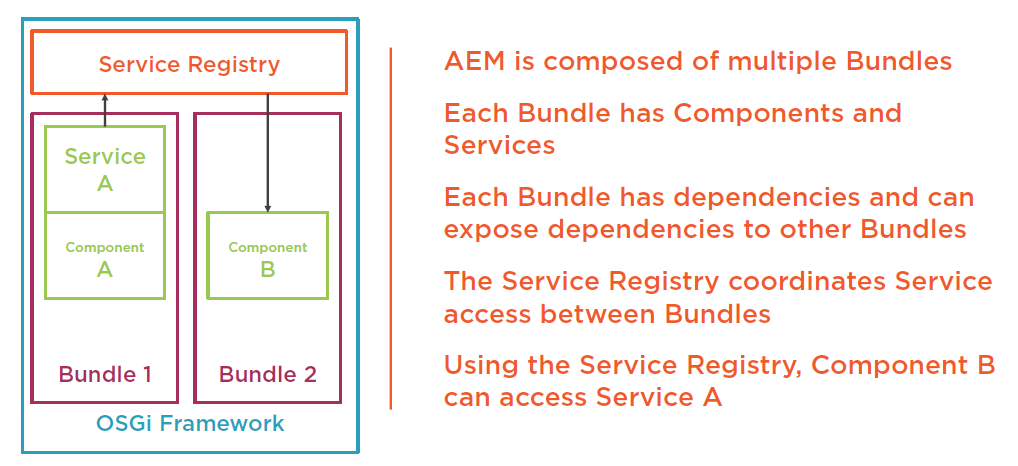 Service Registry
Service
A
Component
A
Bundle 1
Component
B
Bundle 2
OSGi Framework
AEM is composed of multiple Bundles
Each Bundle has Components and
Services
Each Bundle has dependencies and can
expose dependencies to other Bundles
The Service Registry coordinates Service
access between Bundles
Using the Service Registry, Component B
can access Service A